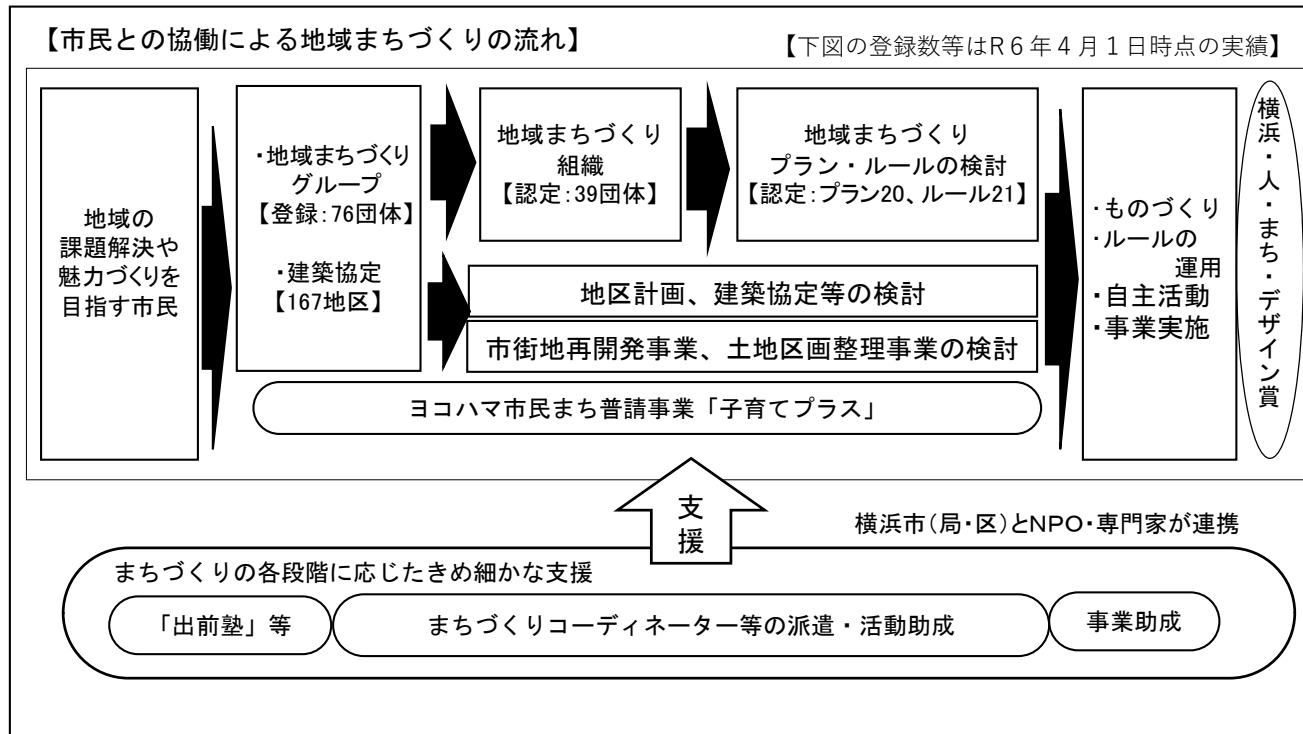 【市民との協働による地域まちづくりの流れ】
【下図の登録数等はR６年４月１日時点の実績】
地域の
課題解決や
魅力づくりを
目指す市民
・地域まちづくり
グループ
【登録：76団体】
・建築協定
【167地区】
地域まちづくり
組織
【認定：39団体】
地域まちづくり
プラン・ルールの検討
【認定：プラン20、ルール21】
地区計画、建築協定等の検討
市街地再開発事業、土地区画整理事業の検討
ヨコハマ市民まち普請事業「子育てプラス」
・ものづくり
・ルールの
運用
・自主活動
・事業実施
横浜・人・まち・デザイン賞
支
援
横浜市（局・区）とNPO・専門家が連携
まちづくりの各段階に応じたきめ細かな支援
「出前塾」等
まちづくりコーディネーター等の派遣・活動助成
事業助成